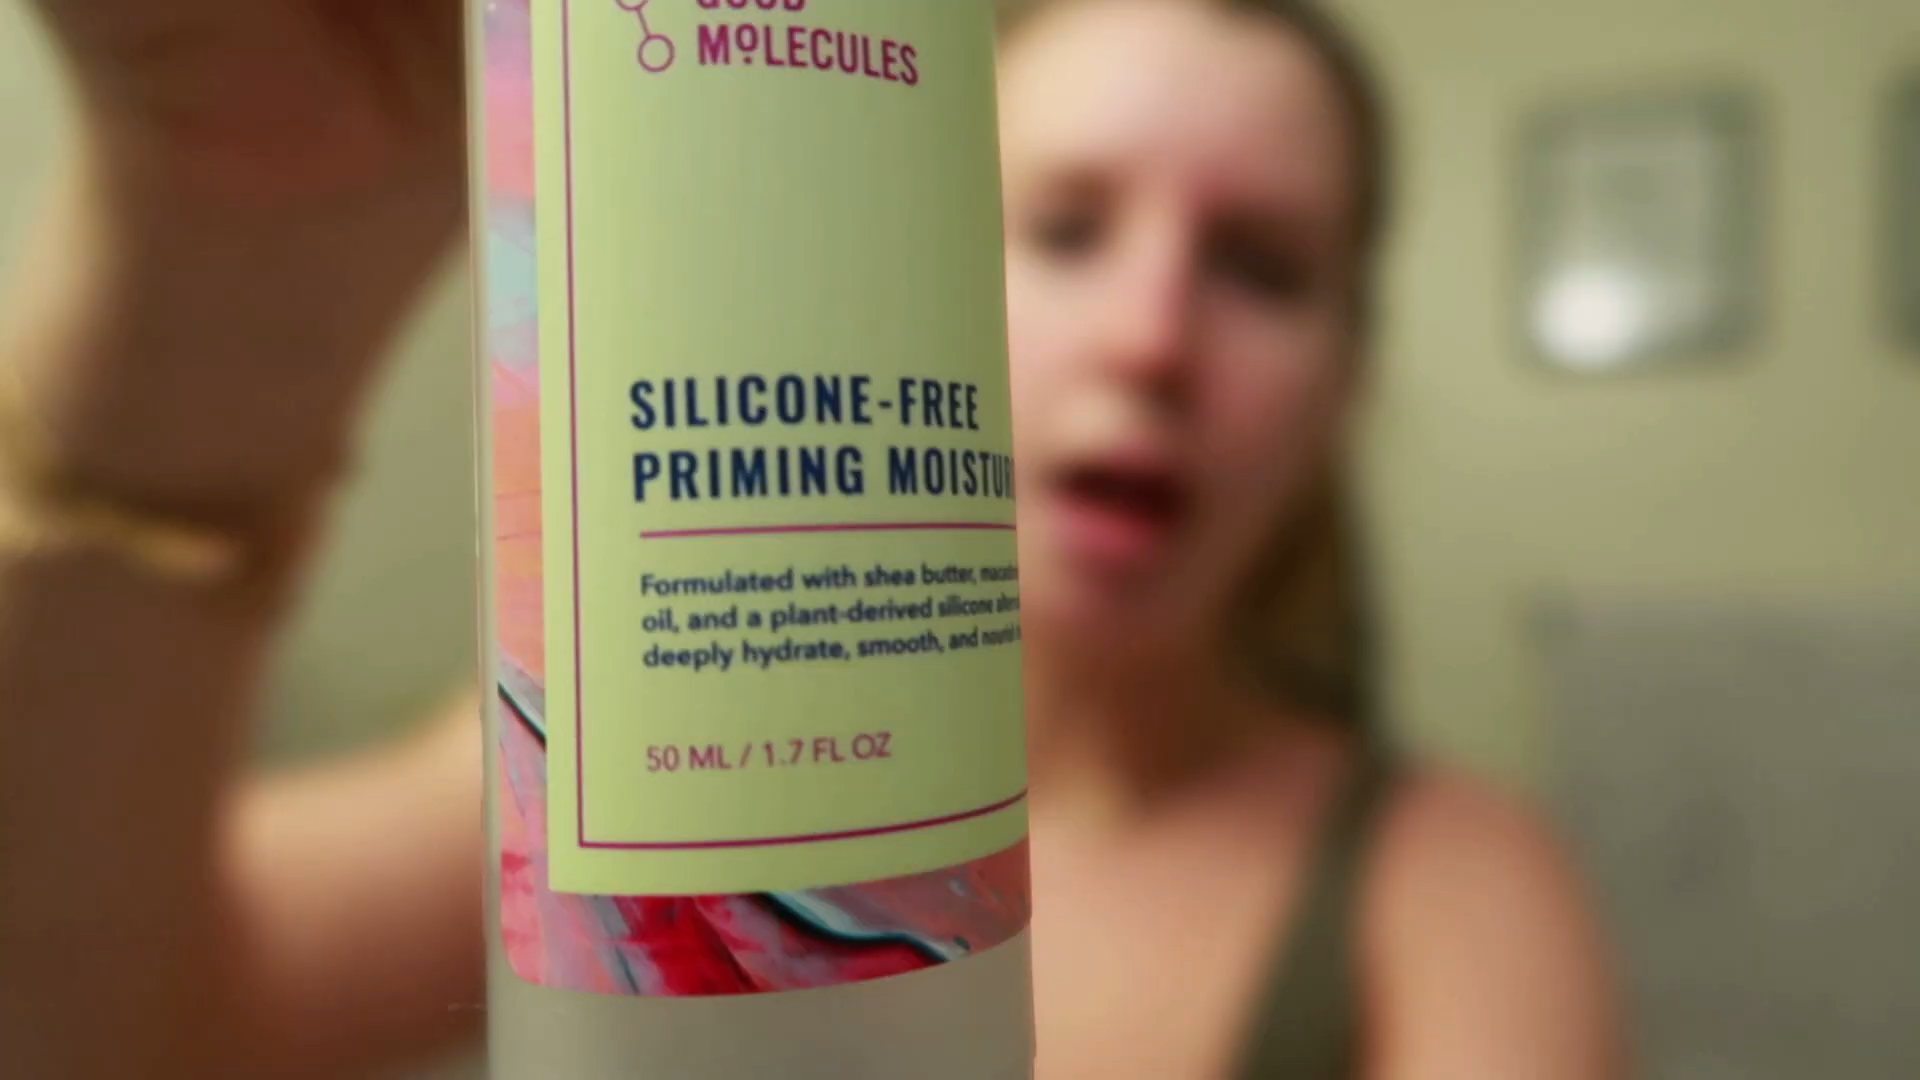 GOOD
MOLECULES
SILICONE-FREE
PRIMING
Formulated with shea butter,
oil, and a plant-derived silicone
deeply hydrate, smooth, and
50 ML / 1.7 FL OZ